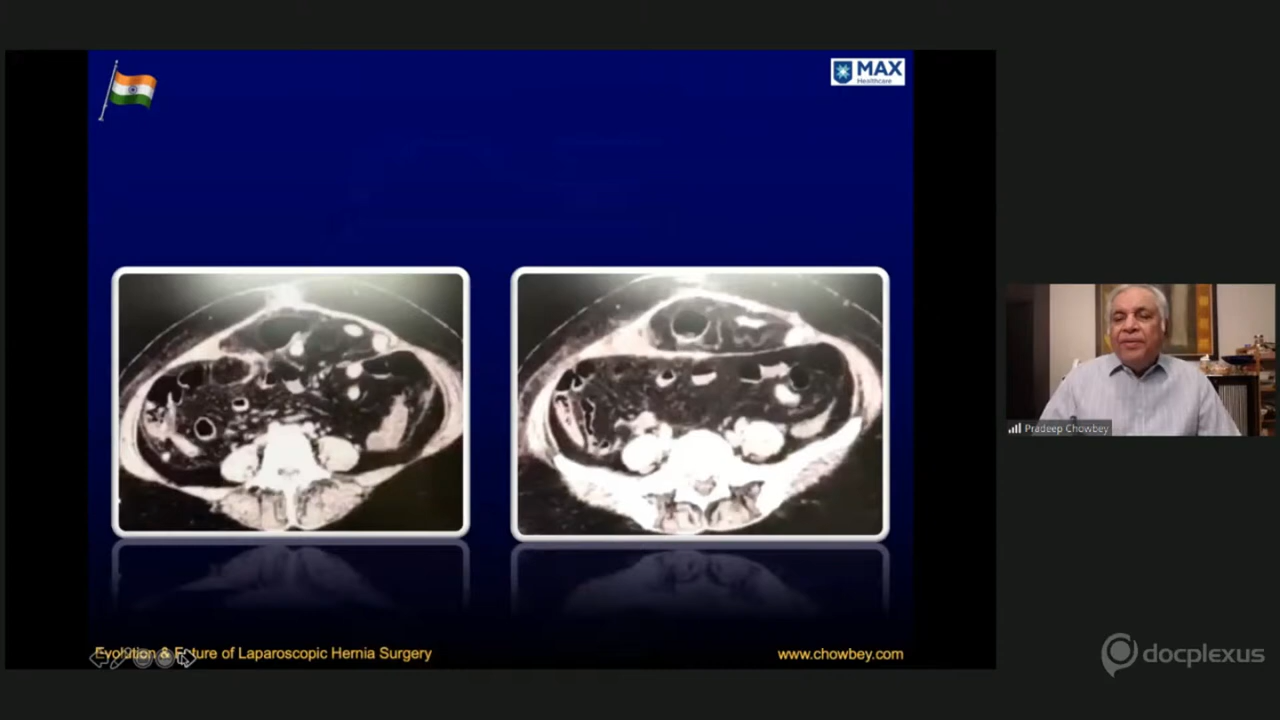 MAX
Healthcare
Pradeep Chowbey
Evolution & Future of Laparoscopic Hernia Surgery
www.chowbey.com
docplexus